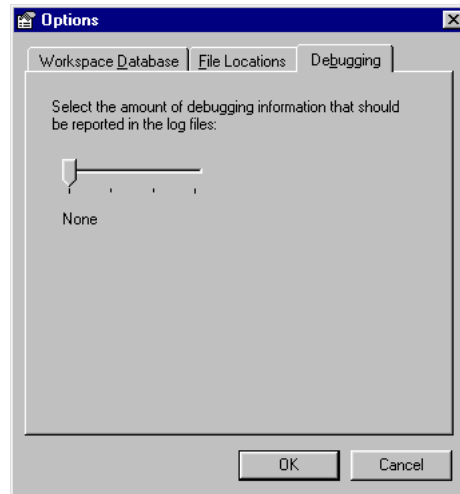 Options
Workspace Database File Locations Debugging
Select the amount of debugging information that should
be reported in the log files:
None
OK Cancel